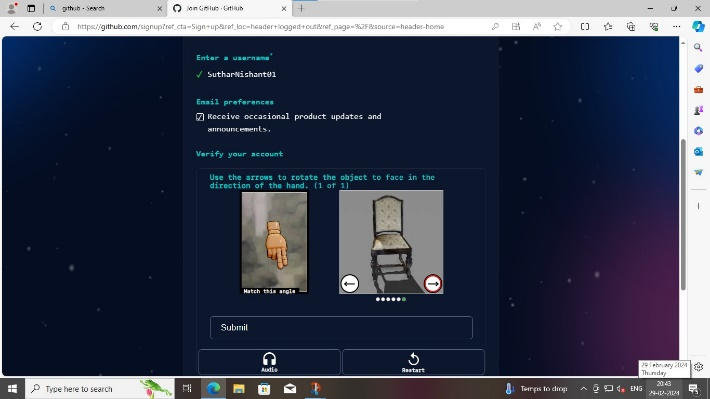 github - Search
Join GitHub · GitHub
https://github.com/signup?ref_cta=Sign+up&ref_loc=header+logged+out&ref_page=%2F&source=header-home
Enter a username*
✓ SutharNishant01
Email preferences
Receive occasional product updates and
announcements.
Verify your account
Use the arrows to rotate the object to face in the
direction of the hand. (1 of 1)
Match this angle
Submit
Audio
Restart
29 February 2024
Thursday
Type here to search
Temps to drop
ENG
20:43
29-02-2024